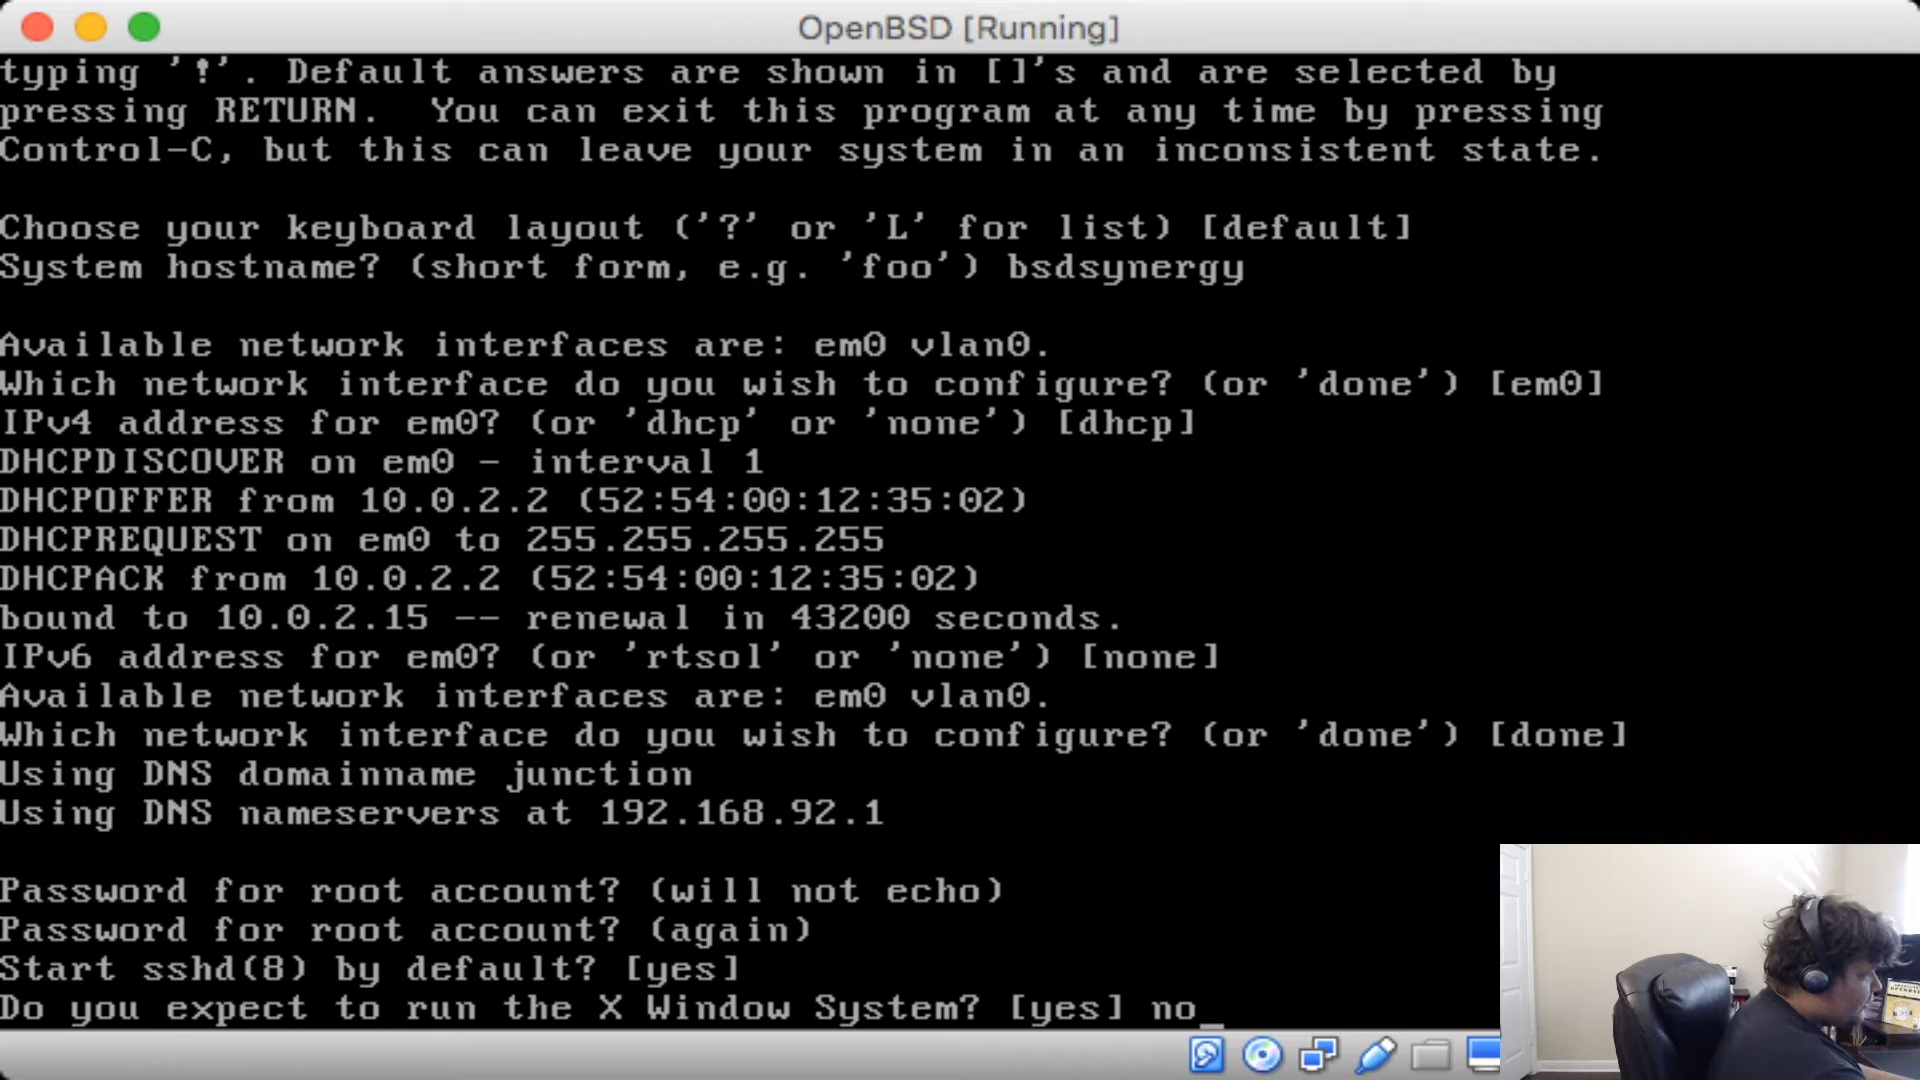 OpenBSD [Running]
typing '!'. Default answers are shown in []'s and are selected by
pressing RETURN.  You can exit this program at any time by pressing
Control-C, but this can leave your system in an inconsistent state.
Choose your keyboard layout ('?' or 'L' for list) [default]
System hostname? (short form, e.g. 'foo') bsdsynergy
Available network interfaces are: em0 vlan0.
Which network interface do you wish to configure? (or 'done') [em0]
IPv4 address for em0? (or 'dhcp' or 'none') [dhcp]
DHCPDISCOVER on em0 - interval 1
DHCPOFFER from 10.0.2.2 (52:54:00:12:35:02)
DHCPREQUEST on em0 to 255.255.255.255
DHCPACK from 10.0.2.2 (52:54:00:12:35:02)
bound to 10.0.2.15 -- renewal in 43200 seconds.
IPv6 address for em0? (or 'rtsol' or 'none') [none]
Available network interfaces are: em0 vlan0.
Which network interface do you wish to configure? (or 'done') [done]
Using DNS domainname junction
Using DNS nameservers at 192.168.92.1
Password for root account? (will not echo)
Password for root account? (again)
Start sshd(8) by default? [yes]
Do you expect to run the X Window System? [yes] no_